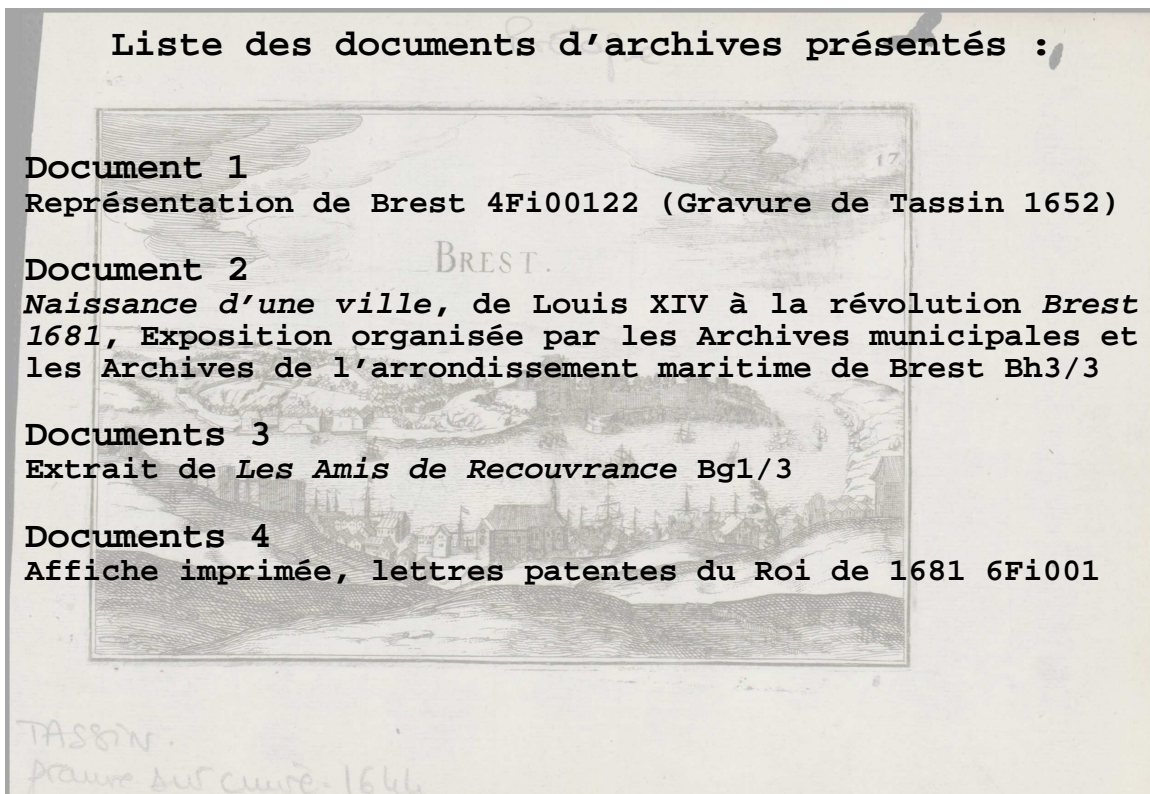 Liste des documents d’archives présentés :
17
Document 1
Représentation de Brest 4Fi00122 (Gravure de Tassin 1652)
BREST.
Document 2
Naissance d’une ville, de Louis XIV à la révolution Brest
1681, Exposition organisée par les Archives municipales et
les Archives de l’arrondissement maritime de Brest Bh3/3
Documents 3
Extrait de Les Amis de Recouvrance Bg1/3
Documents 4
Affiche imprimée, lettres patentes du Roi de 1681 6Fi001
TASSIN.
sur cuivre. 1644